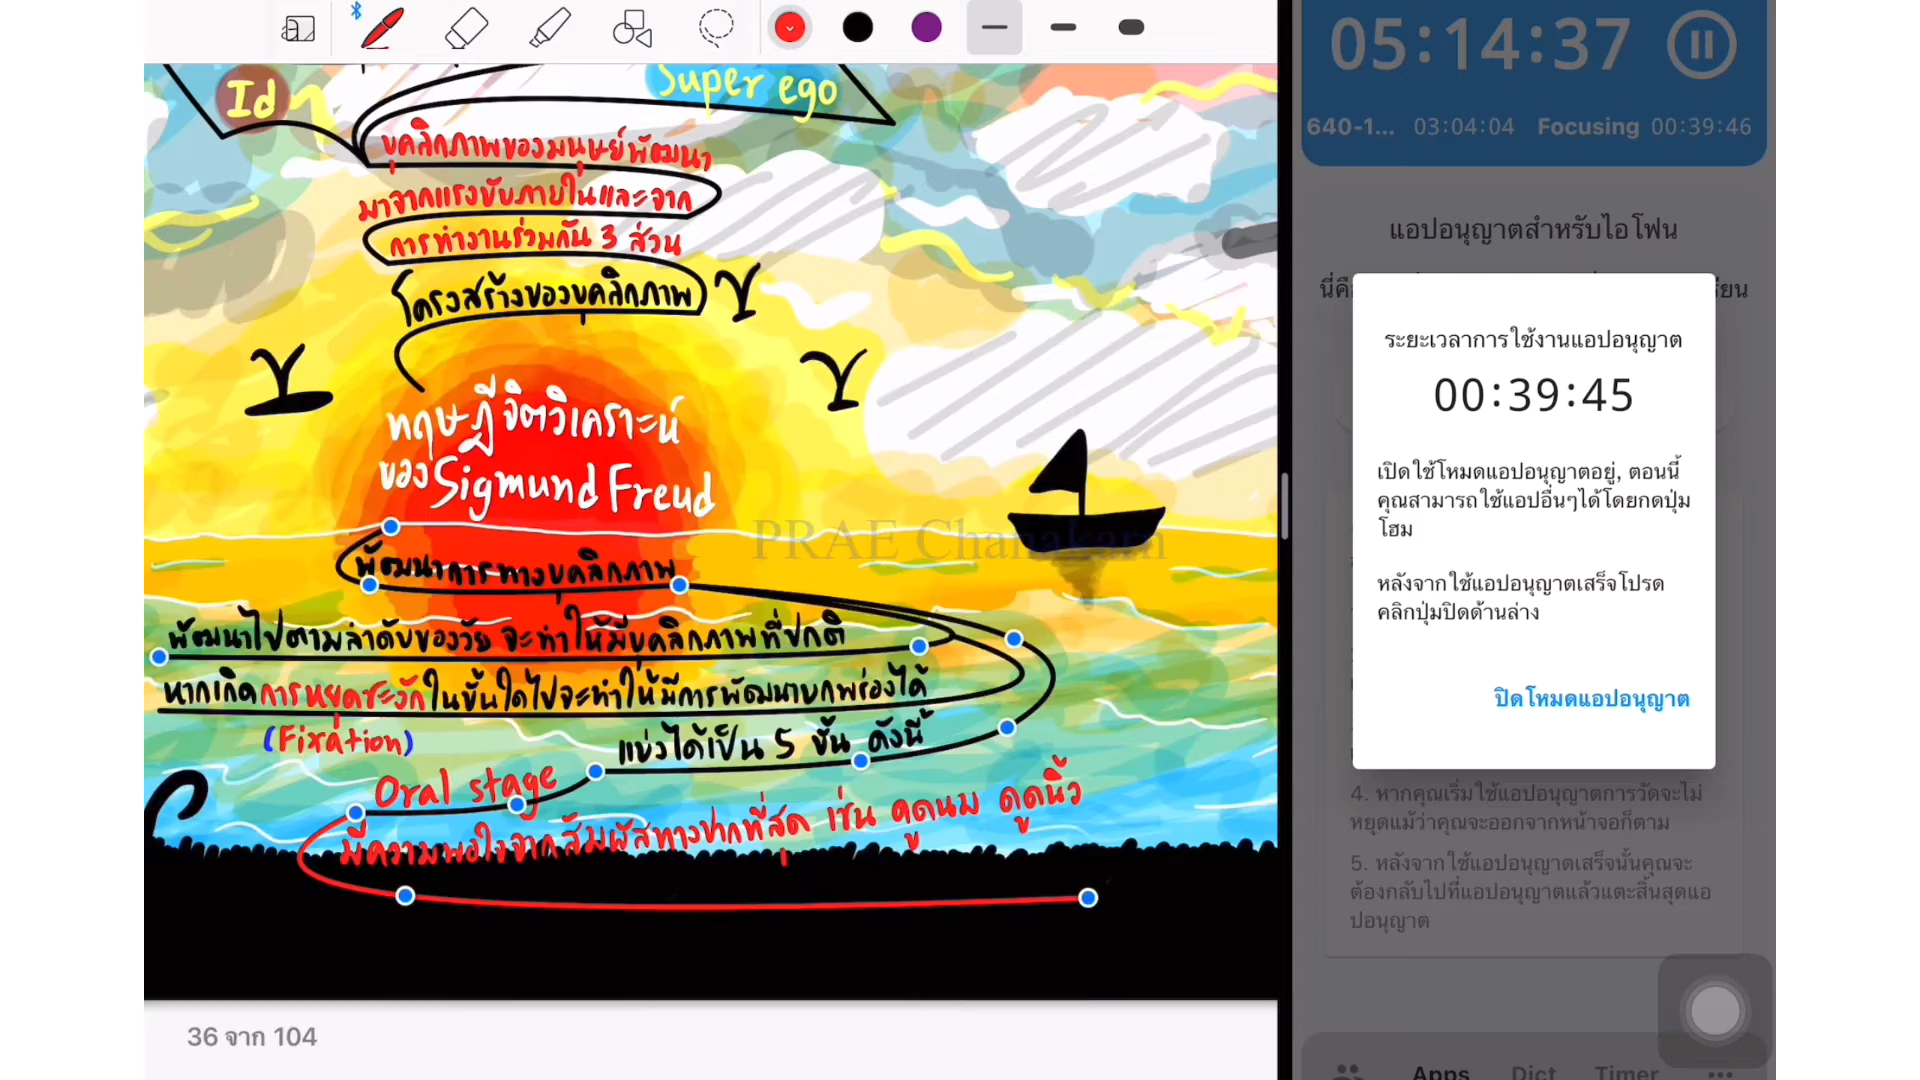 Id
Super ego
บุคลิกภาพของมนุษย์พัฒนา
มาจากแรงขับภายในและจาก
การทำงานร่วมกัน 3 ส่วน
โครงสร้างของบุคลิกภาพ
ทฤษฎีจิตวิเคราะห์
ของ Sigmund Freud
PRAE Chanakarn
พัฒนาการทางบุคลิกภาพ
พัฒนาไปตามลำดับของวัย จะทำให้มีบุคลิกภาพที่ปกติ
หากเกิดการหยุดชะงักในขั้นใดไปจะทำให้มีการพัฒนาบกพร่องได้
(Fixation)
แบ่งได้เป็น 5 ขั้น ดังนี้
Oral stage
มีความพอใจจากสัมผัสทางปากที่สุด เช่น ดูดนม ดูดนิ้ว
36 จาก 104
05:14:37
640-1... 03:04:04 Focusing 00:39:46
แอปอนุญาตสำหรับไอโฟน
ระยะเวลาการใช้งานแอปอนุญาต
00:39:45
เปิดใช้โหมดแอปอนุญาตอยู่, ตอนนี้
คุณสามารถใช้แอปอื่นๆได้โดยกดปุ่ม
โฮม
หลังจากใช้แอปอนุญาตเสร็จโปรด
คลิกปุ่มปิดด้านล่าง
ปิดโหมดแอปอนุญาต
4. หากคุณเริ่มใช้แอปอนุญาตการวัดจะไม่
หยุดแม้ว่าคุณจะออกจากหน้าจอก็ตาม
5. หลังจากใช้แอปอนุญาตเสร็จนั้นคุณจะ
ต้องกลับไปที่แอปอนุญาตแล้วแตะสิ้นสุดแอ
ปอนุญาต
Apps Dict Timer